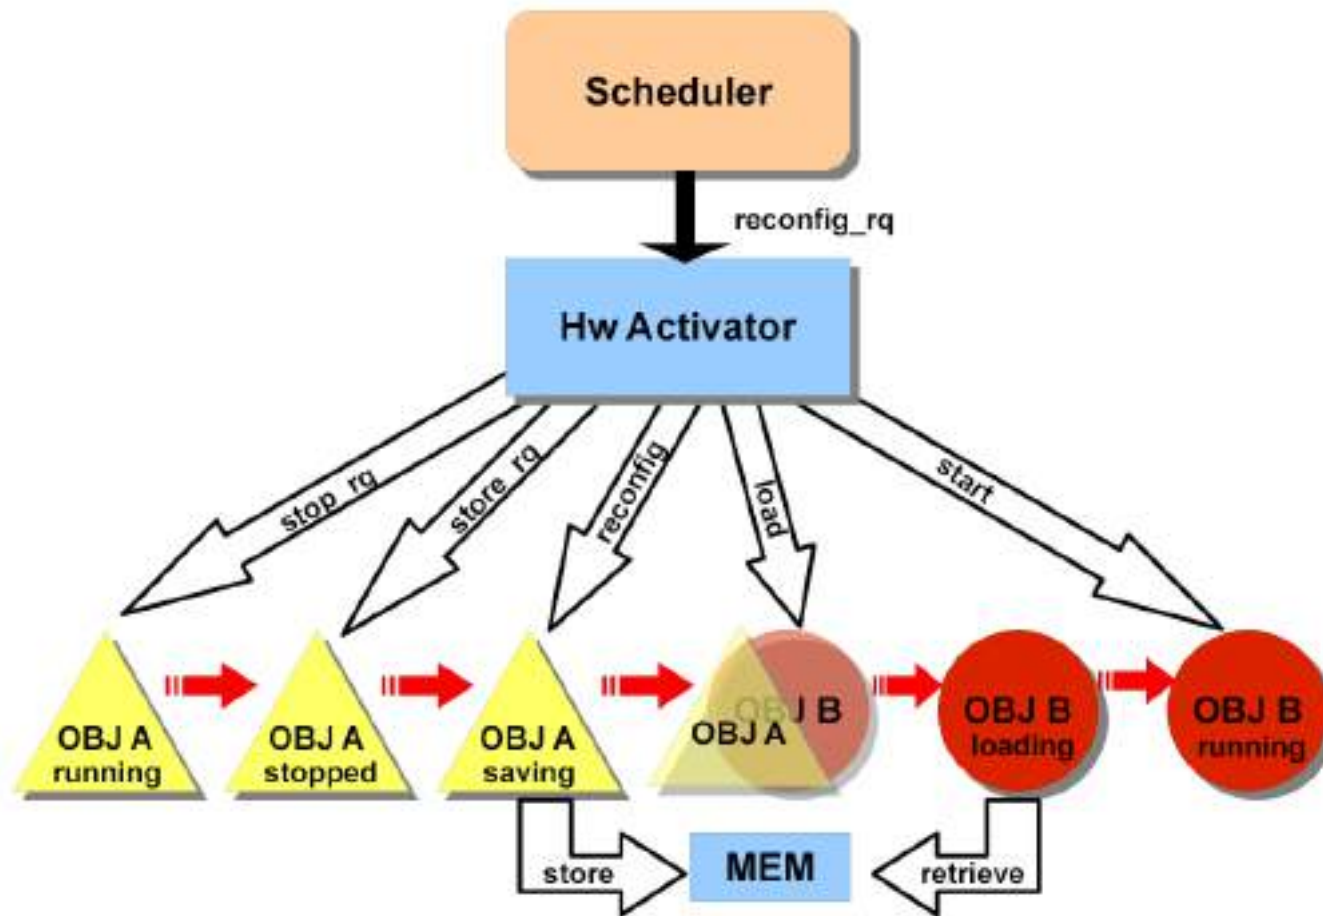 Scheduler
reconfig_rq
Hw Activator
stop_rq
store_rq
reconfig
load
start
OBJ A
running
OBJ A
stopped
OBJ A
saving
OBJ B
OBJ A
OBJ B
loading
OBJ B
running
store
MEM
retrieve